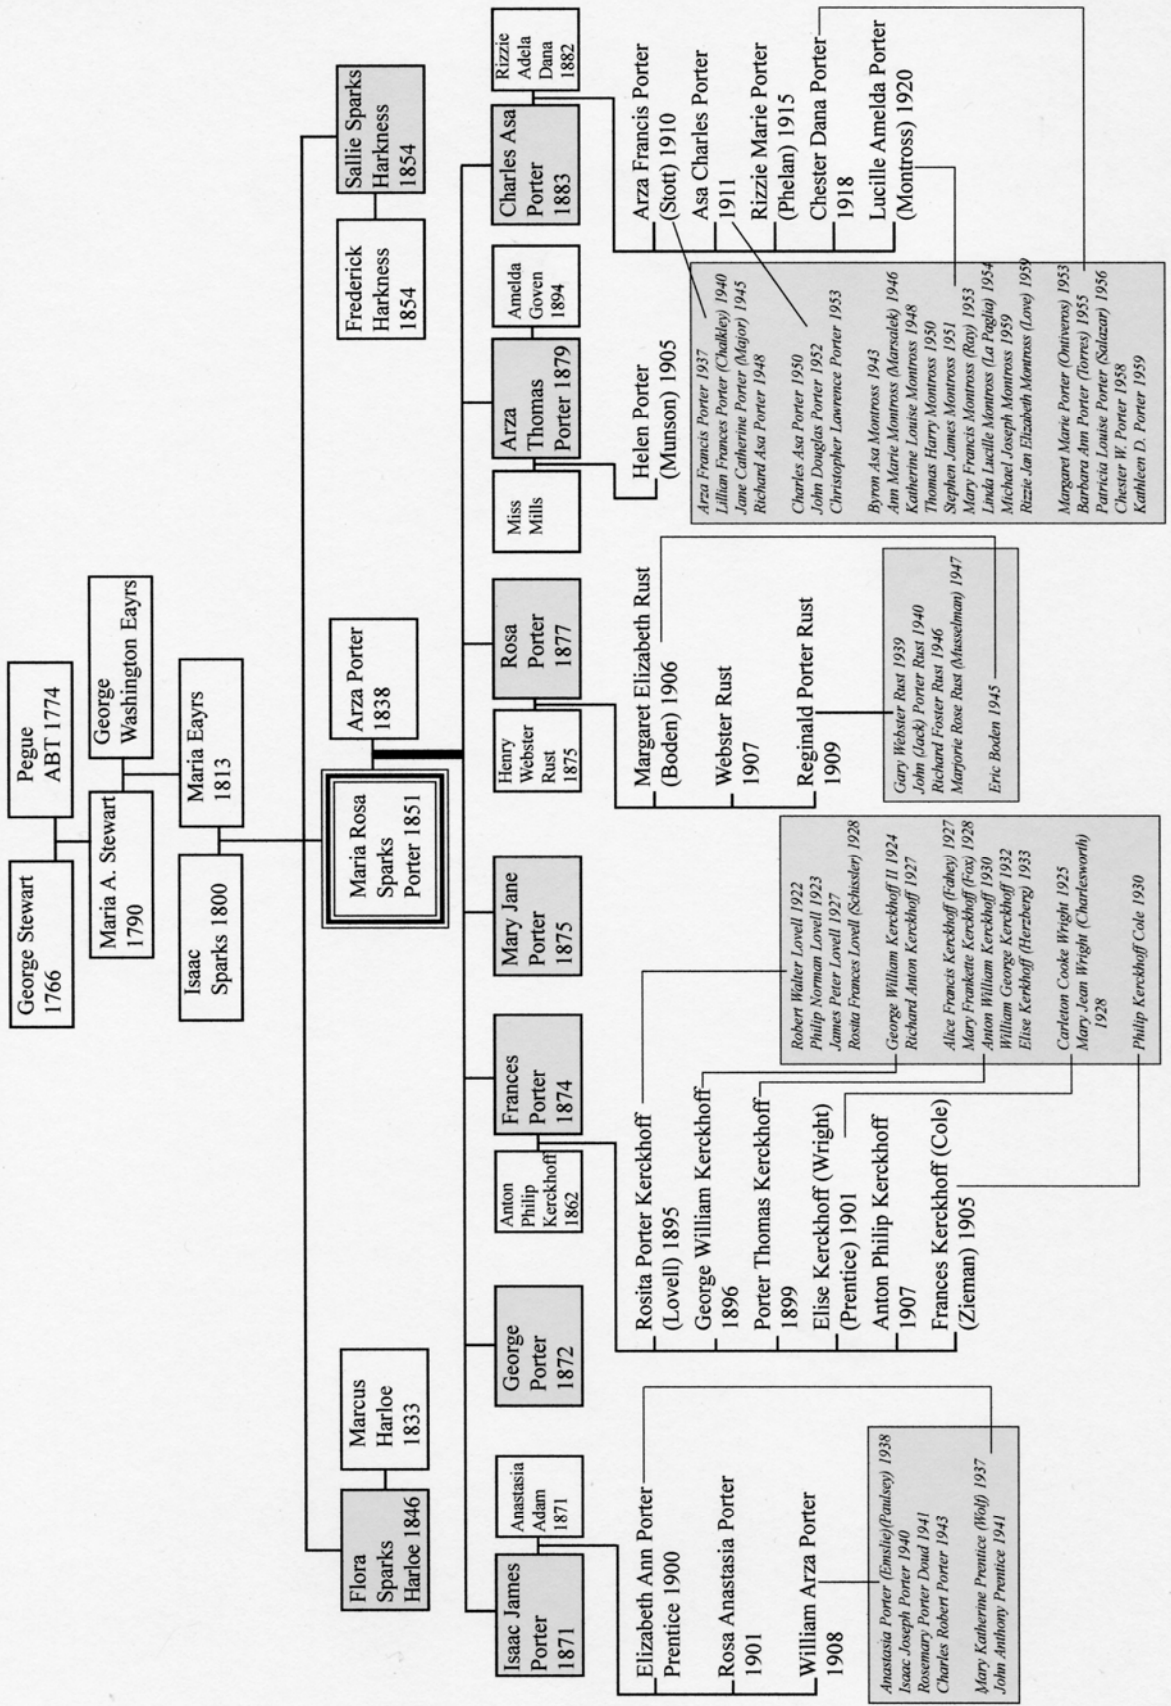 George Stewart
1766
Pegue
ABT 1774
Maria A. Stewart
1790
George
Washington Eayrs
Isaac
Sparks 1800
Maria Eayrs
1813
Flora
Sparks
Harloe 1846
Marcus
Harloe
1833
Maria Rosa
Sparks
Porter 1851
Arza Porter
1838
Frederick
Harkness
1854
Sallie Sparks
Harkness
1854
Isaac James
Porter
1871
Anastasia
Adam
1871
George
Porter
1872
Anton
Philip
Kerckhoff
1862
Frances
Porter
1874
Mary Jane
Porter
1875
Henry
Webster
Rust
1875
Rosa
Porter
1877
Miss
Mills
Arza
Thomas
Porter 1879
Amelda
Goven
1894
Charles Asa
Porter
1883
Rizzie
Adela
Dana
1882
Elizabeth Ann Porter
Prentice 1900
Rosa Anastasia Porter
1901
William Arza Porter
1908
Anastasia Porter (Emslie)(Paulsey) 1938
Isaac Joseph Porter 1940
Rosemary Porter Doud 1941
Charles Robert Porter 1943
Mary Katherine Prentice (Wolf) 1937
John Anthony Prentice 1941
Rosita Porter Kerckhoff
(Lovell) 1895
George William Kerckhoff
1896
Porter Thomas Kerckhoff
1899
Elise Kerckhoff (Wright)
(Prentice) 1901
Anton Philip Kerckhoff
1907
Frances Kerckhoff (Cole)
(Zieman) 1905
Robert Walter Lovell 1922
Philip Norman Lovell 1923
James Peter Lovell 1927
Rosita Frances Lovell (Schissler) 1928
George William Kerckhoff II 1924
Richard Anton Kerckhoff 1927
Alice Francis Kerckhoff (Fahey) 1927
Mary Frankette Kerckhoff (Fox) 1928
Anton William Kerckhoff 1930
William George Kerckhoff 1932
Elise Kerkhoff (Herzberg) 1933
Carleton Cooke Wright 1925
Mary Jean Wright (Charlesworth)
1928
Philip Kerckhoff Cole 1930
Margaret Elizabeth Rust
(Boden) 1906
Webster Rust
1907
Reginald Porter Rust
1909
Gary Webster Rust 1939
John (Jack) Porter Rust 1940
Richard Foster Rust 1946
Marjorie Rose Rust (Musselman) 1947
Eric Boden 1945
Helen Porter
(Munson) 1905
Arza Francis Porter
(Stott) 1910
Asa Charles Porter
1911
Rizzie Marie Porter
(Phelan) 1915
Chester Dana Porter
1918
Lucille Amelda Porter
(Montross) 1920
Arza Francis Porter 1937
Lillian Frances Porter (Chalkley) 1940
Jane Catherine Porter (Major) 1945
Richard Asa Porter 1948
Charles Asa Porter 1950
John Douglas Porter 1952
Christopher Lawrence Porter 1953
Byron Asa Montross 1943
Ann Marie Montross (Marsalek) 1946
Katherine Louise Montross 1948
Thomas Harry Montross 1950
Stephen James Montross 1951
Mary Francis Montross (Ray) 1953
Linda Lucille Montross (La Paglia) 1954
Michael Joseph Montross 1959
Rizzie Jan Elizabeth Montross (Love) 1959
Margaret Marie Porter (Ontiveros) 1953
Barbara Ann Porter (Torres) 1955
Patricia Louise Porter (Salazar) 1956
Chester W. Porter 1958
Kathleen D. Porter 1959